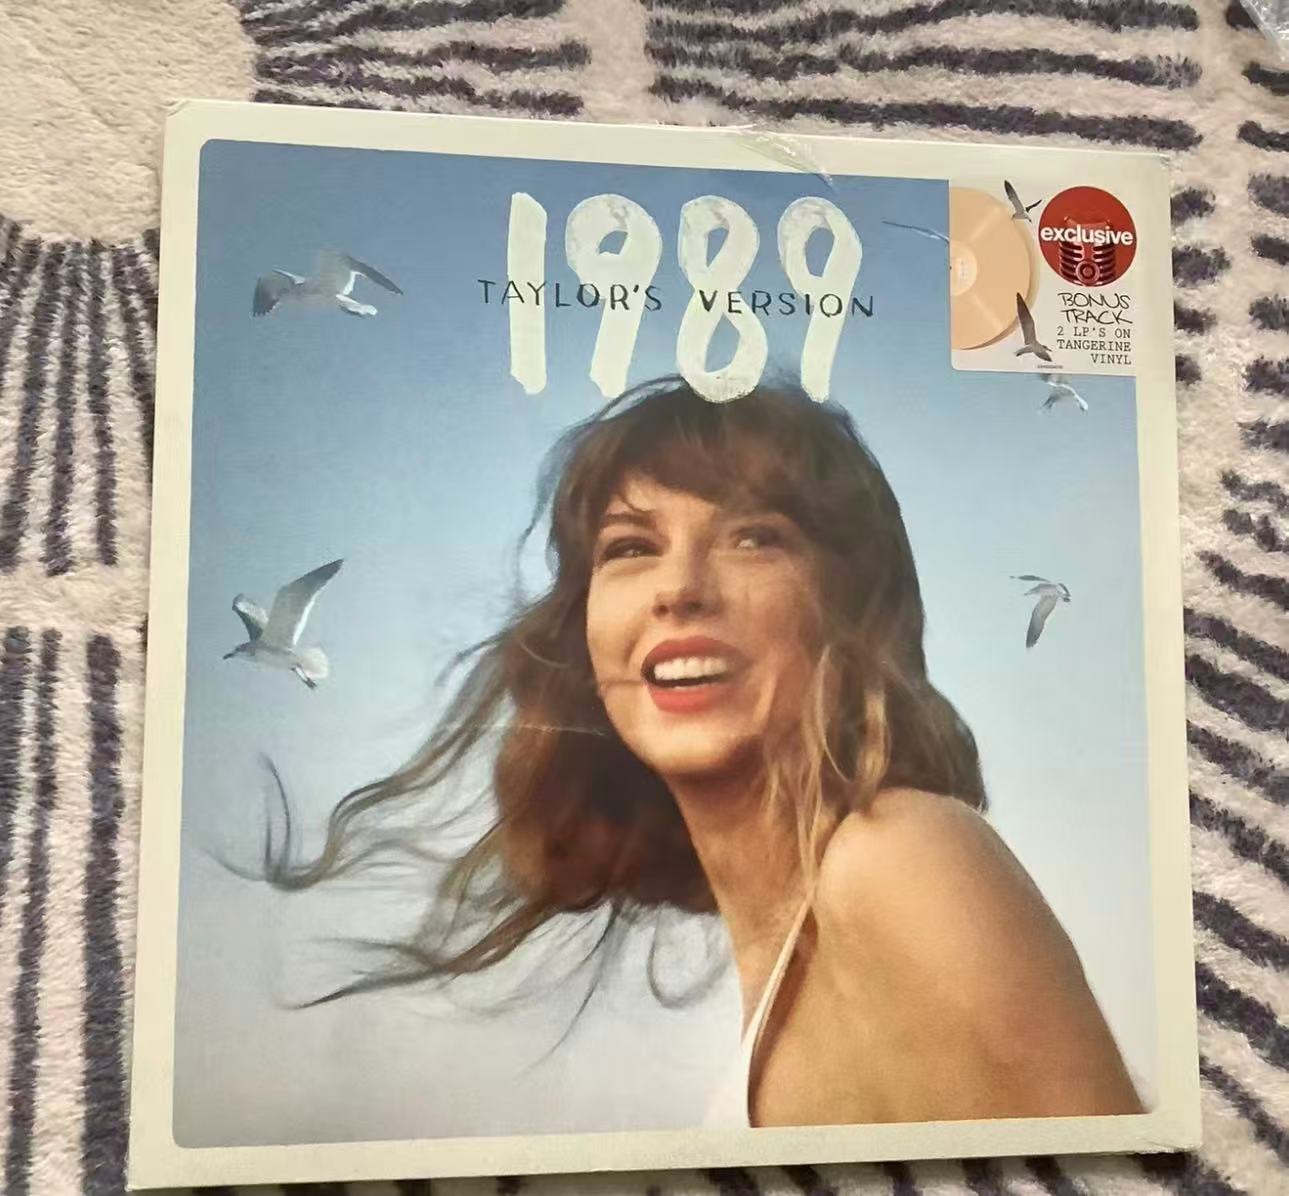 1989
TAYLOR'S VERSION
exclusive
BONUS
TRACK
2 LP'S ON
TANGERINE
VINYL